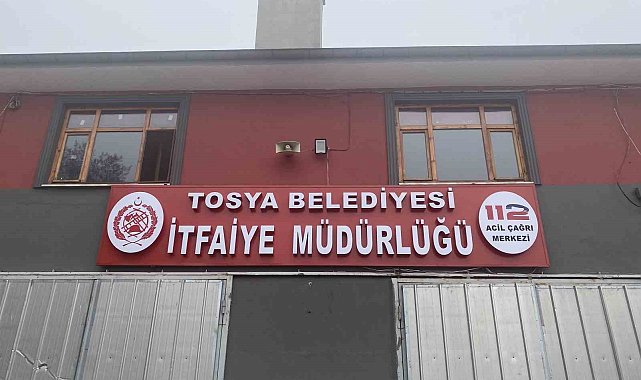 TOSYA BELEDİYESİ
İTFAİYE MÜDÜRLÜĞÜ
112
ACİL ÇAĞRI
MERKEZİ